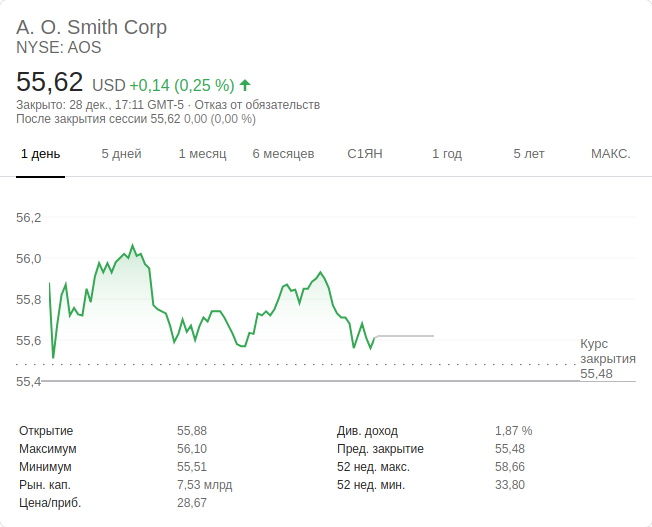 A. O. Smith Corp
NYSE: AOS
55,62 USD +0,14 (0,25 %)
Закрыто: 28 дек., 17:11 GMT-5 · Отказ от обязательств
После закрытия сессии 55,62 0,00 (0,00 %)
1 день 5 дней 1 месяц 6 месяцев С1ЯН 1 год 5 лет МАКС.
56,2
56,0
55,8
55,6
Курс
закрытия
55,48
55,4
Открытие 55,88 Див. доход 1,87 %
Максимум 56,10 Пред. закрытие 55,48
Минимум 55,51 52 нед. макс. 58,66
Рын. кап. 7,53 млрд 52 нед. мин. 33,80
Цена/приб. 28,67